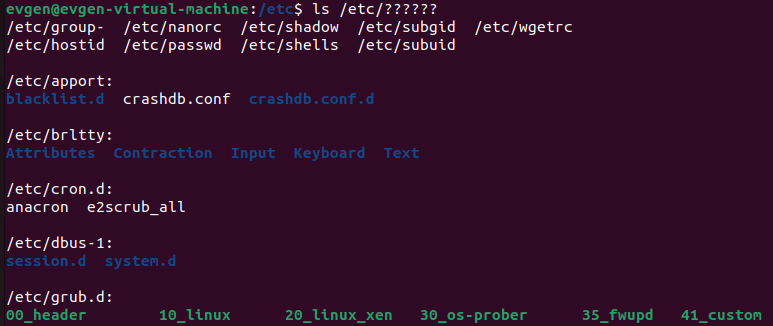 evgen@evgen-virtual-machine:/etc$ ls /etc/??????
/etc/group-  /etc/nanorc  /etc/shadow  /etc/subgid  /etc/wgetrc
/etc/hostid  /etc/passwd  /etc/shells  /etc/subuid
/etc/apport:
blacklist.d  crashdb.conf  crashdb.conf.d
/etc/brltty:
Attributes  Contraction  Input  Keyboard  Text
/etc/cron.d:
anacron  e2scrub_all
/etc/dbus-1:
session.d  system.d
/etc/grub.d:
00_header  10_linux  20_linux_xen  30_os-prober  35_fwupd  41_custom